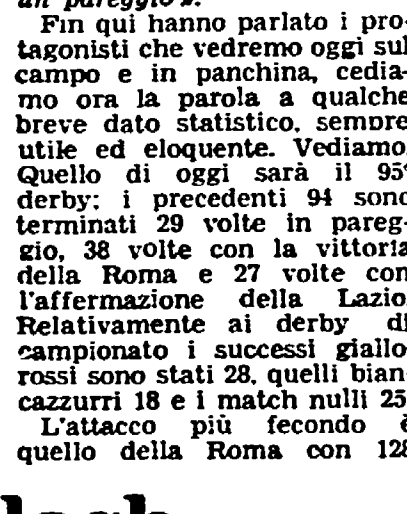 un pareggio».
Fin qui hanno parlato i pro-
tagonisti che vedremo oggi sul
campo e in panchina, cedia-
mo ora la parola a qualche
breve dato statistico, sempre
utile ed eloquente. Vediamo.
Quello di oggi sarà il 95°
derby; i precedenti 94 sono
terminati 29 volte in pareg-
gio, 38 volte con la vittoria
della Roma e 27 volte con
l'affermazione della Lazio.
Relativamente ai derby di
campionato i successi giallo-
rossi sono stati 28, quelli bian-
cazzurri 18 e i match nulli 25.
L'attacco più fecondo è
quello della Roma con 128